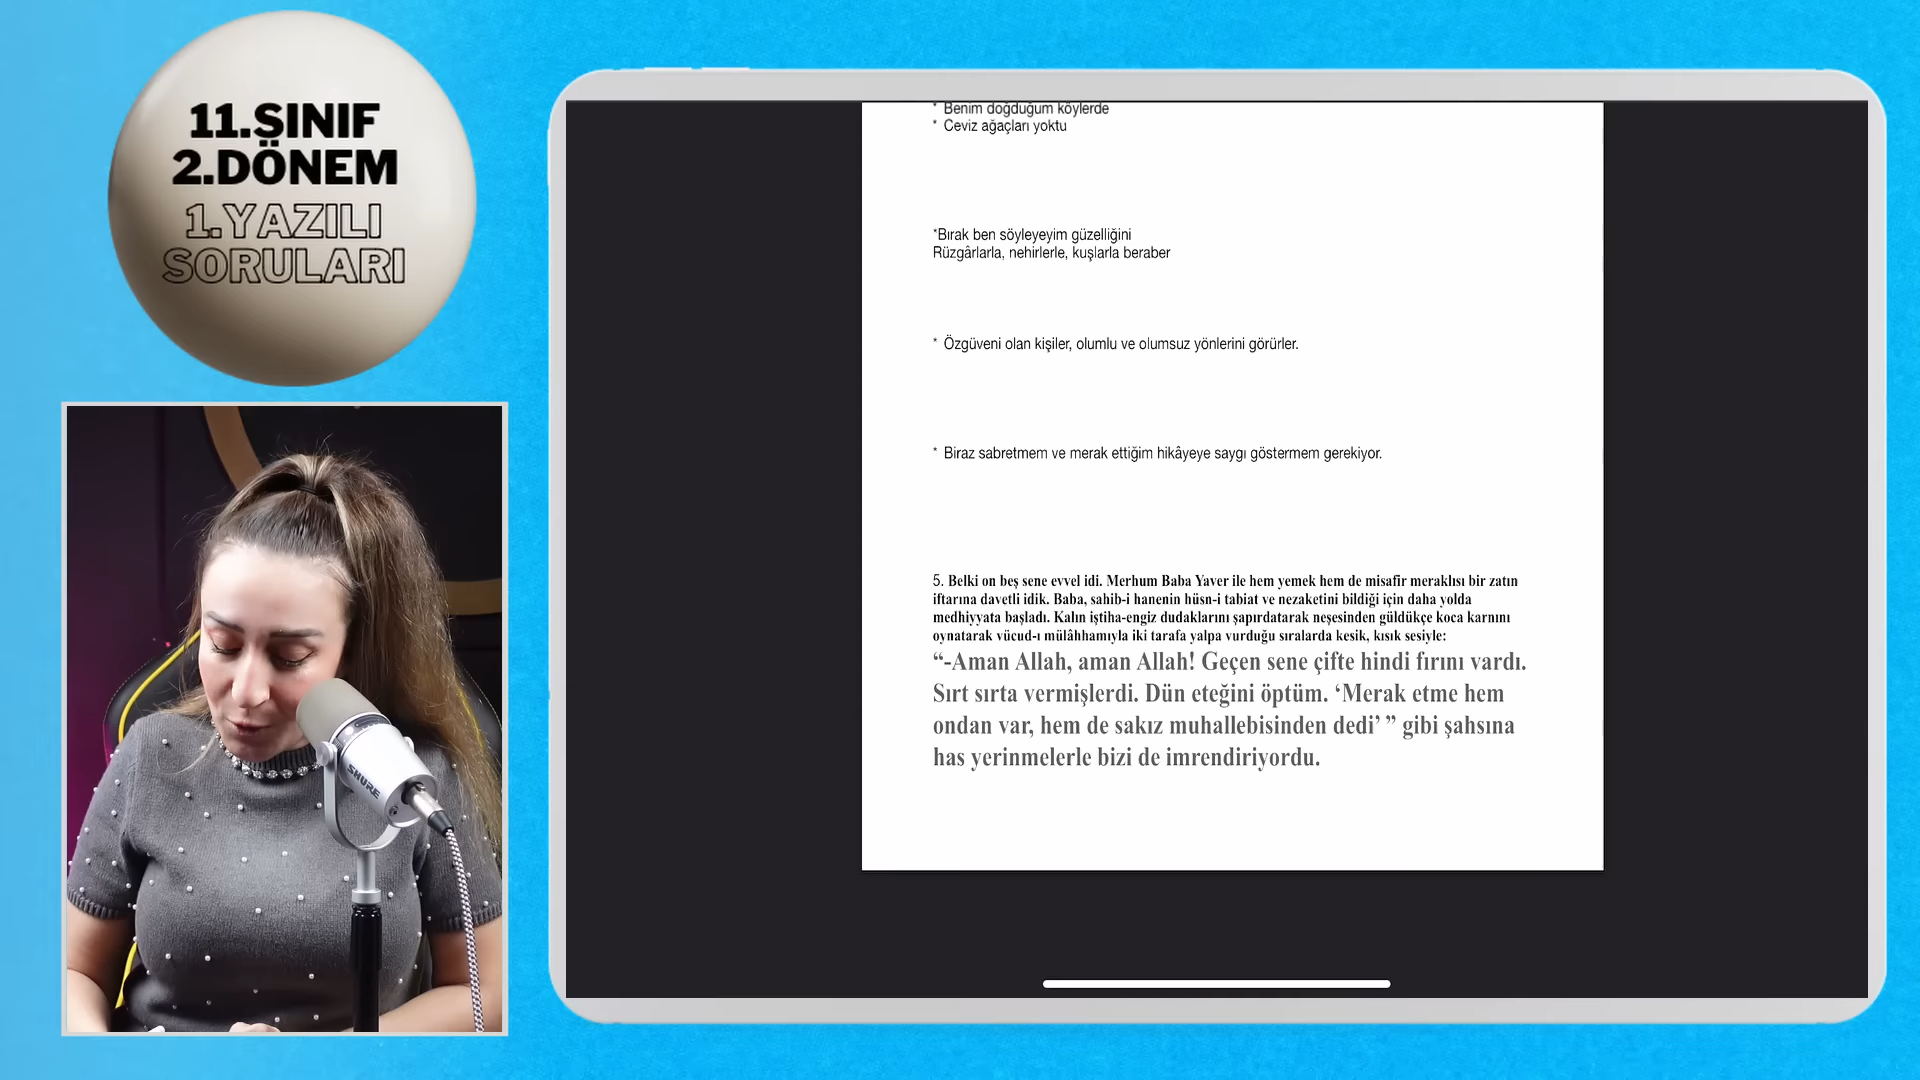 11.SINIF
2.DÖNEM
1.YAZILI
SORULARI
* Benim doğduğum köylerde
* Ceviz ağaçları yoktu
*Bırak ben söyleyeyim güzelliğini
Rüzgârlarla, nehirlerle, kuşlarla beraber
* Özgüveni olan kişiler, olumlu ve olumsuz yönlerini görürler.
* Biraz sabretmem ve merak ettiğim hikâyeye saygı göstermem gerekiyor.
5. Belki on beş sene evvel idi. Merhum Baba Yaver ile hem yemek hem de misafir meraklısı bir zatın
iftarına davetli idik. Baba, sahib-i hanenin hüsn-i tabiat ve nezaketini bildiği için daha yolda
medhiyyata başladı. Kalın iştiha-engiz dudaklarını şapırdatarak neşesinden güldükçe koca karnını
oynatarak vücud-ı mülâhhamıyla iki tarafa yalpa vurduğu sıralarda kesik, kısık sesiyle:
“-Aman Allah, aman Allah! Geçen sene çifte hindi fırını vardı.
Sırt sırta vermişlerdi. Dün eteğini öptüm. ‘Merak etme hem
ondan var, hem de sakız muhallebisinden dedi’ ” gibi şahsına
has yerinmelerle bizi de imrendiriyordu.
SHURE